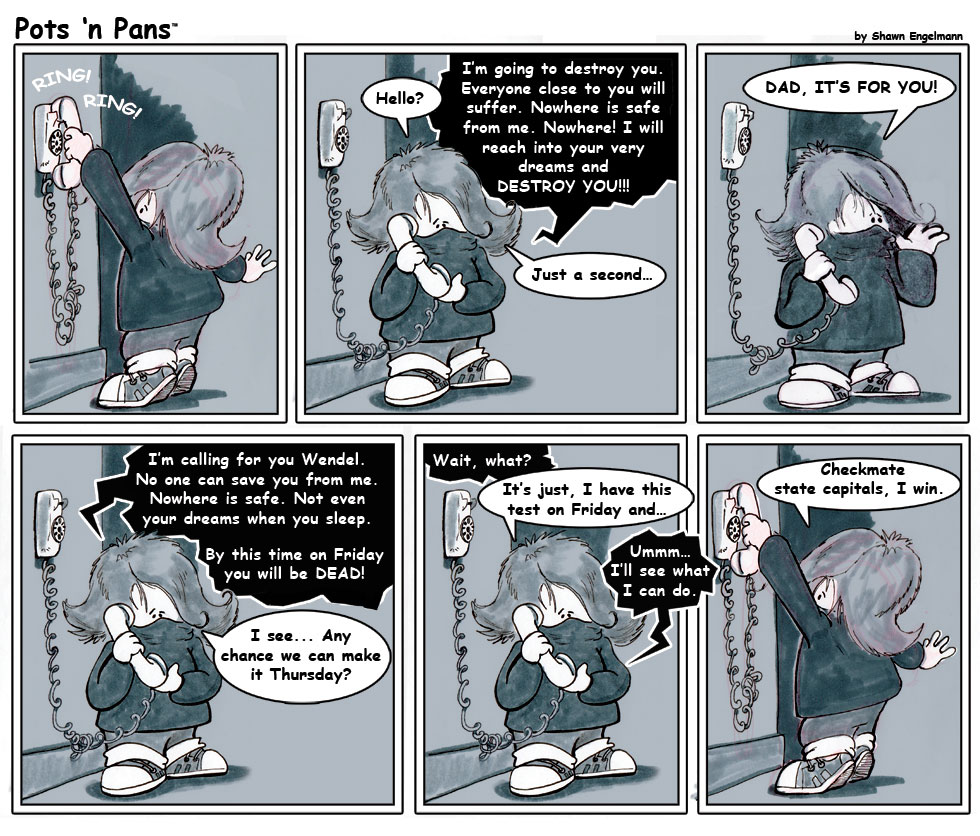 Pots 'n Pans™
by Shawn Engelmann
RING!
RING!
Hello?
I'm going to destroy you.
Everyone close to you will
suffer. Nowhere is safe
from me. Nowhere! I will
reach into your very
dreams and
DESTROY YOU!!!
Just a second...
DAD, IT'S FOR YOU!
I'm calling for you Wendel.
No one can save you from me.
Nowhere is safe. Not even
your dreams when you sleep.
By this time on Friday
you will be DEAD!
I see... Any
chance we can make
it Thursday?
Wait, what?
It's just, I have this
test on Friday and...
Ummm...
I'll see what
I can do.
Checkmate
state capitals, I win.